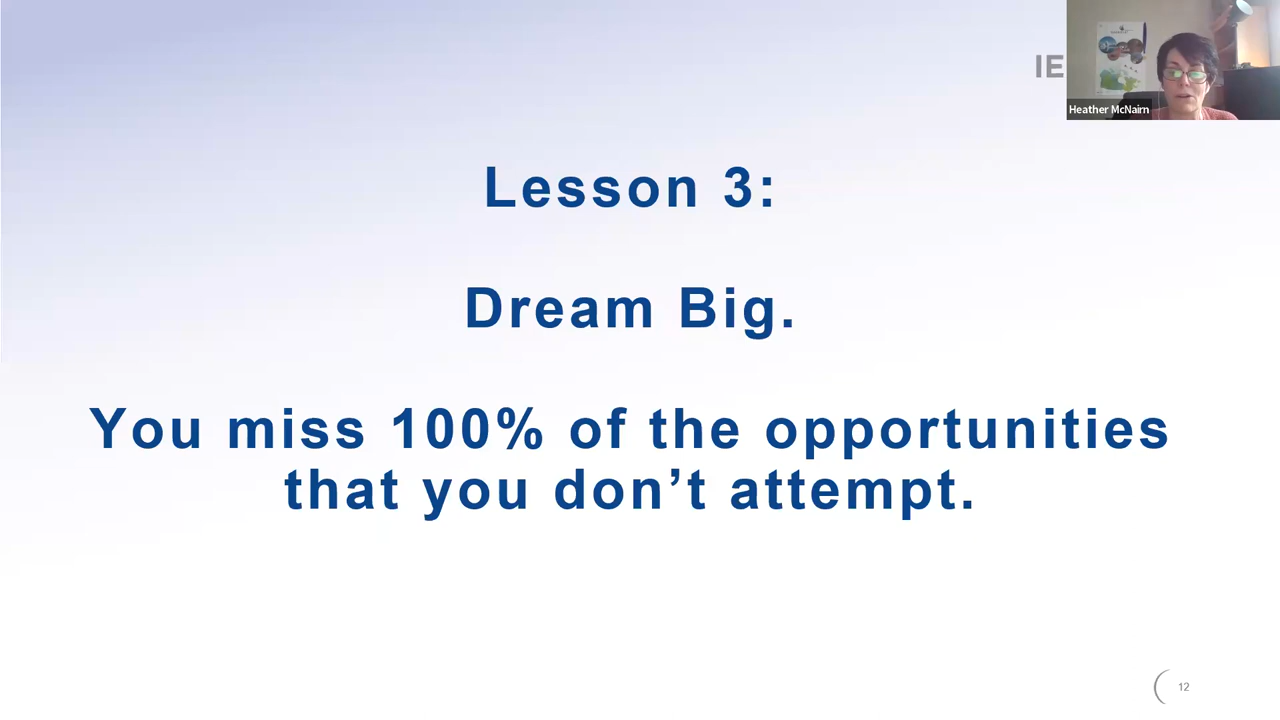 IE
Heather McNairn
Lesson 3:
Dream Big.
You miss 100% of the opportunities
that you don’t attempt.
12